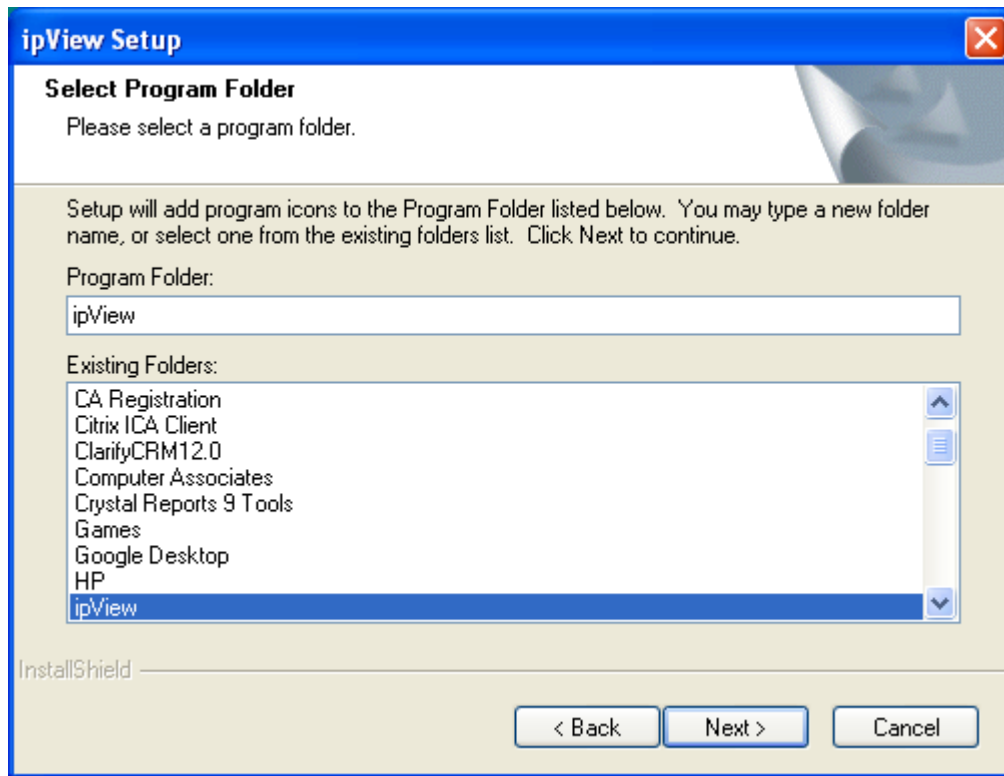 ipView Setup
Select Program Folder
Please select a program folder.
Setup will add program icons to the Program Folder listed below.  You may type a new folder
name, or select one from the existing folders list.  Click Next to continue.
Program Folder:
ipView
Existing Folders:
CA Registration
Citrix ICA Client
ClarifyCRM12.0
Computer Associates
Crystal Reports 9 Tools
Games
Google Desktop
HP
ipView
InstallShield
< Back
Next >
Cancel